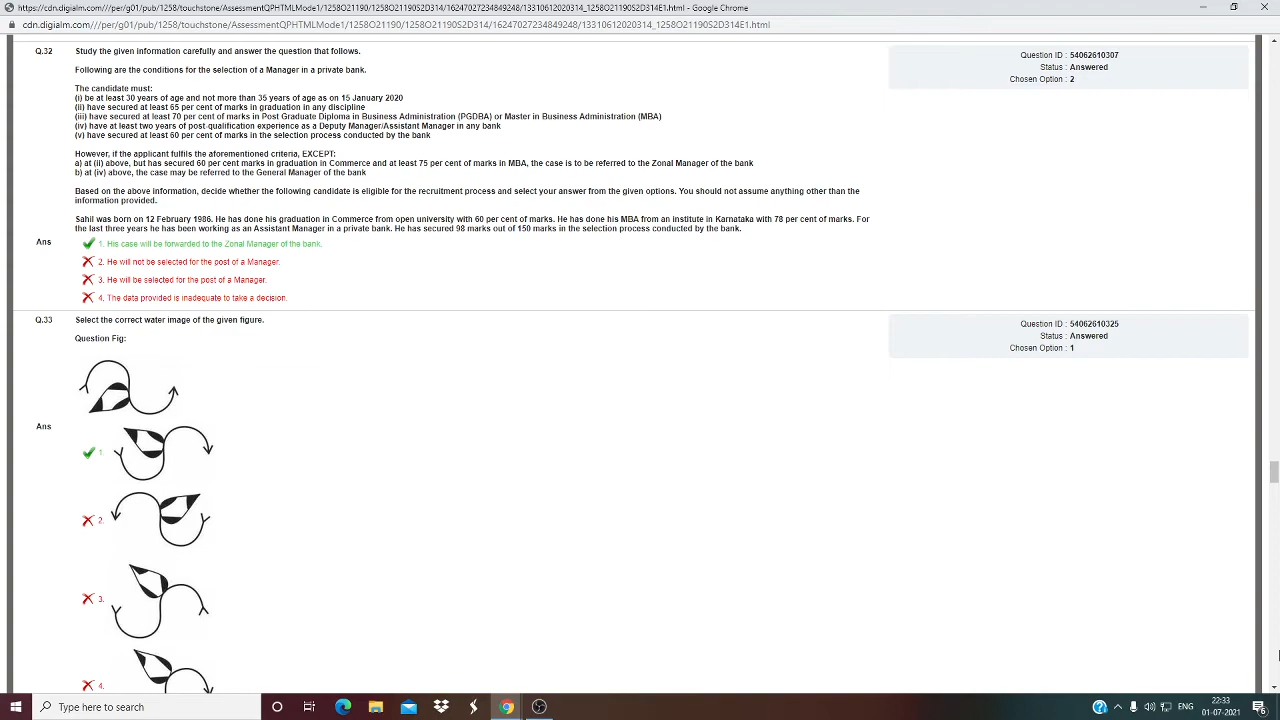 https://cdn.digialm.com///per/g01/pub/1258/touchstone/AssessmentQPHTMLMode1/1258O21190/1258O21190S2D314/16247027234849248/13310612020314_1258O21190S2D314E1.html - Google Chrome
cdn.digialm.com///per/g01/pub/1258/touchstone/AssessmentQPHTMLMode1/1258O21190/1258O21190S2D314/16247027234849248/13310612020314_1258O21190S2D314E1.html
Q.32 Study the given information carefully and answer the question that follows.
Question ID : 54062610307
Status : Answered
Chosen Option : 2
Following are the conditions for the selection of a Manager in a private bank.
The candidate must:
(i) be at least 30 years of age and not more than 35 years of age as on 15 January 2020
(ii) have secured at least 65 per cent of marks in graduation in any discipline
(iii) have secured at least 70 per cent of marks in Post Graduate Diploma in Business Administration (PGDBA) or Master in Business Administration (MBA)
(iv) have at least two years of post-qualification experience as a Deputy Manager/Assistant Manager in any bank
(v) have secured at least 60 per cent of marks in the selection process conducted by the bank
However, if the applicant fulfils the aforementioned criteria, EXCEPT:
a) at (ii) above, but has secured 60 per cent marks in graduation in Commerce and at least 75 per cent of marks in MBA, the case is to be referred to the Zonal Manager of the bank
b) at (iv) above, the case may be referred to the General Manager of the bank
Based on the above information, decide whether the following candidate is eligible for the recruitment process and select your answer from the given options. You should not assume anything other than the
information provided.
Sahil was born on 12 February 1986. He has done his graduation in Commerce from open university with 60 per cent of marks. He has done his MBA from an institute in Karnataka with 78 per cent of marks. For
the last three years he has been working as an Assistant Manager in a private bank. He has secured 98 marks out of 150 marks in the selection process conducted by the bank.
Ans
1. His case will be forwarded to the Zonal Manager of the bank.
2. He will not be selected for the post of a Manager.
3. He will be selected for the post of a Manager.
4. The data provided is inadequate to take a decision.
Q.33 Select the correct water image of the given figure.
Question ID : 54062610325
Status : Answered
Chosen Option : 1
Question Fig:
Ans
1.
2.
3.
4.
Type here to search
ENG
22:33
01-07-2021
6